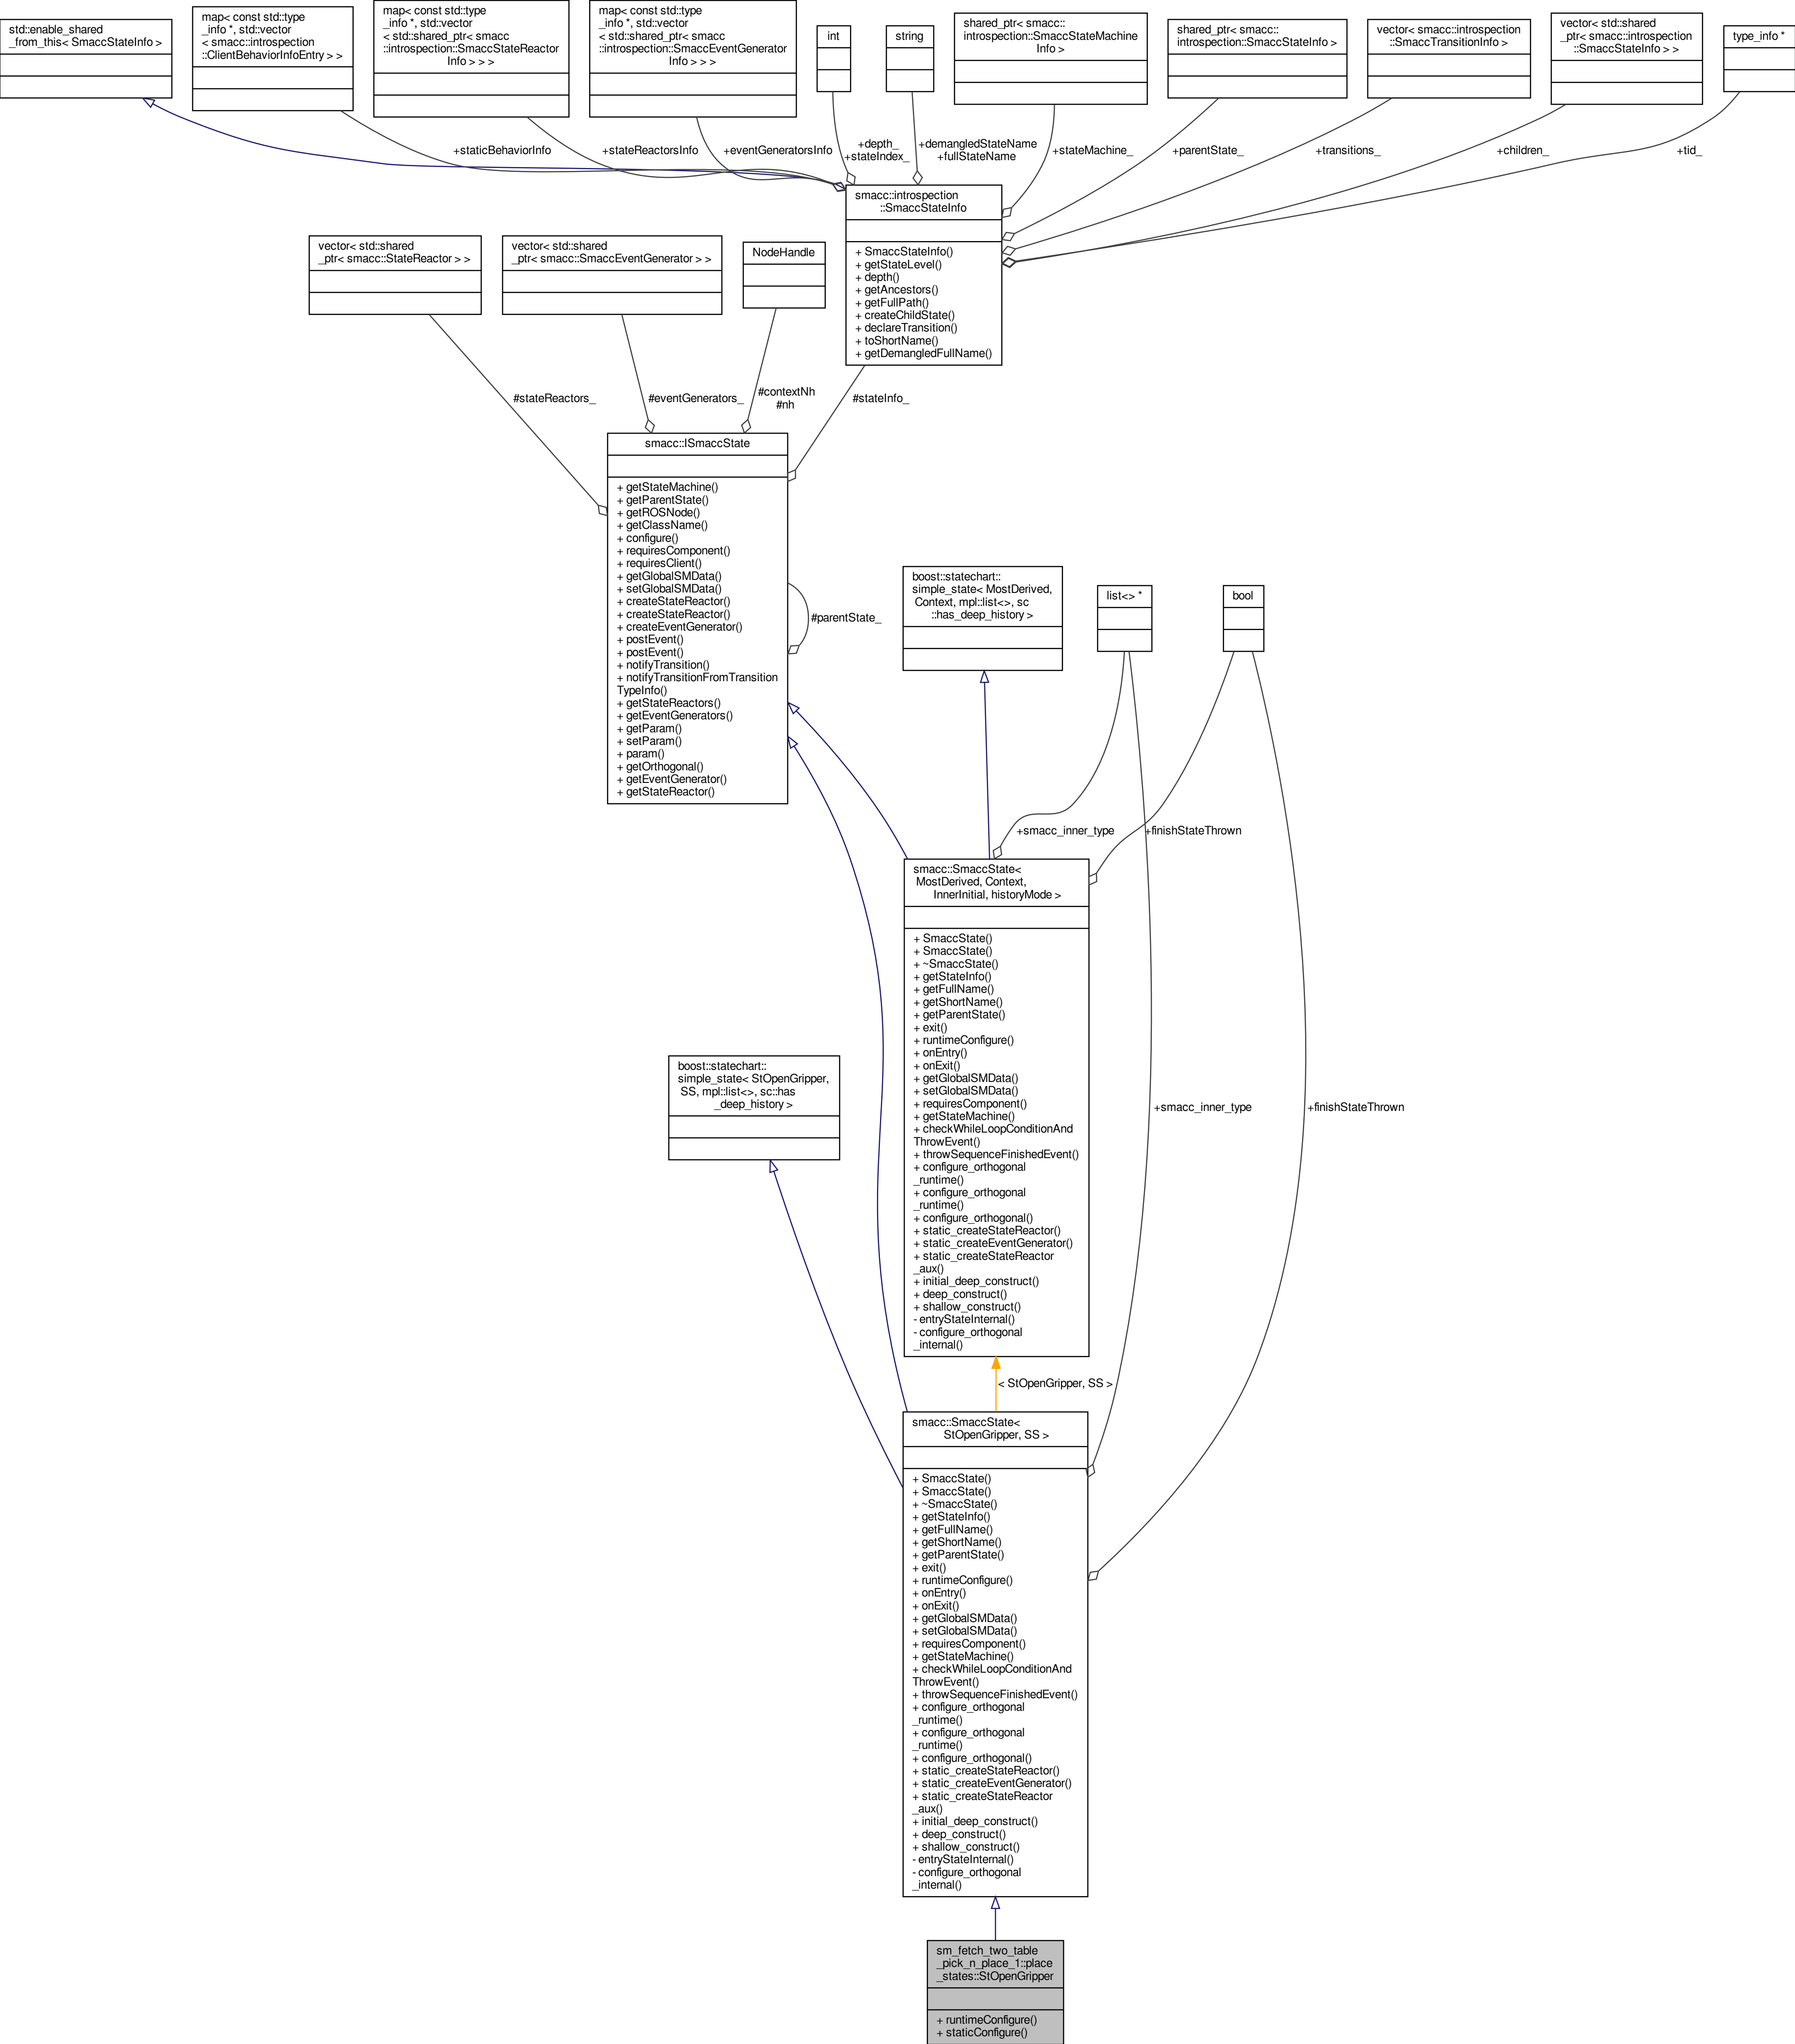 std::enable_shared
_from_this< SmaccStateInfo >
map< const std::type
_info *, std::vector
< smacc::introspection
::ClientBehaviorInfoEntry > >
map< const std::type
_info *, std::vector
< std::shared_ptr< smacc
::introspection::SmaccStateReactor
Info > > >
map< const std::type
_info *, std::vector
< std::shared_ptr< smacc
::introspection::SmaccEventGenerator
Info > > >
int
string
shared_ptr< smacc::
introspection::SmaccStateMachine
Info >
shared_ptr< smacc::
introspection::SmaccStateInfo >
vector< smacc::introspection
::SmaccTransitionInfo >
vector< std::shared
_ptr< smacc::introspection
::SmaccStateInfo > >
type_info *
+staticBehaviorInfo
+stateReactorsInfo
+eventGeneratorsInfo
+depth_
+stateIndex_
+demangledStateName
+fullStateName
+stateMachine_
+parentState_
+transitions_
+children_
+tid_
smacc::introspection
::SmaccStateInfo
+ SmaccStateInfo()
+ getStateLevel()
+ depth()
+ getAncestors()
+ getFullPath()
+ createChildState()
+ declareTransition()
+ toShortName()
+ getDemangledFullName()
vector< std::shared
_ptr< smacc::StateReactor > >
vector< std::shared
_ptr< smacc::SmaccEventGenerator > >
NodeHandle
#stateReactors_
#eventGenerators_
#contextNh
#nh
#stateInfo_
smacc::ISmaccState
+ getStateMachine()
+ getParentState()
+ getROSNode()
+ getClassName()
+ configure()
+ requiresComponent()
+ requiresClient()
+ getGlobalSMData()
+ setGlobalSMData()
+ createStateReactor()
+ createStateReactor()
+ createEventGenerator()
+ postEvent()
+ postEvent()
+ notifyTransition()
+ notifyTransitionFromTransition
TypeInfo()
+ getStateReactors()
+ getEventGenerators()
+ getParam()
+ setParam()
+ param()
+ getOrthogonal()
+ getEventGenerator()
+ getStateReactor()
#parentState_
boost::statechart::
simple_state< MostDerived,
Context, mpl::list<>, sc
::has_deep_history >
list<> *
bool
+smacc_inner_type
+finishStateThrown
smacc::SmaccState<
MostDerived, Context,
InnerInitial, historyMode >
+ SmaccState()
+ SmaccState()
+ ~SmaccState()
+ getStateInfo()
+ getFullName()
+ getShortName()
+ getParentState()
+ exit()
+ runtimeConfigure()
+ onEntry()
+ onExit()
+ getGlobalSMData()
+ setGlobalSMData()
+ requiresComponent()
+ getStateMachine()
+ checkWhileLoopConditionAnd
ThrowEvent()
+ throwSequenceFinishedEvent()
+ configure_orthogonal
_runtime()
+ configure_orthogonal
_runtime()
+ configure_orthogonal()
+ static_createStateReactor()
+ static_createEventGenerator()
+ static_createStateReactor
_aux()
+ initial_deep_construct()
+ deep_construct()
+ shallow_construct()
- entryStateInternal()
- configure_orthogonal
_internal()
boost::statechart::
simple_state< StOpenGripper,
SS, mpl::list<>, sc::has
_deep_history >
+smacc_inner_type
+finishStateThrown
< StOpenGripper, SS >
smacc::SmaccState<
StOpenGripper, SS >
+ SmaccState()
+ SmaccState()
+ ~SmaccState()
+ getStateInfo()
+ getFullName()
+ getShortName()
+ getParentState()
+ exit()
+ runtimeConfigure()
+ onEntry()
+ onExit()
+ getGlobalSMData()
+ setGlobalSMData()
+ requiresComponent()
+ getStateMachine()
+ checkWhileLoopConditionAnd
ThrowEvent()
+ throwSequenceFinishedEvent()
+ configure_orthogonal
_runtime()
+ configure_orthogonal
_runtime()
+ configure_orthogonal()
+ static_createStateReactor()
+ static_createEventGenerator()
+ static_createStateReactor
_aux()
+ initial_deep_construct()
+ deep_construct()
+ shallow_construct()
- entryStateInternal()
- configure_orthogonal
_internal()
sm_fetch_two_table
_pick_n_place_1::place
_states::StOpenGripper
+ runtimeConfigure()
+ staticConfigure()